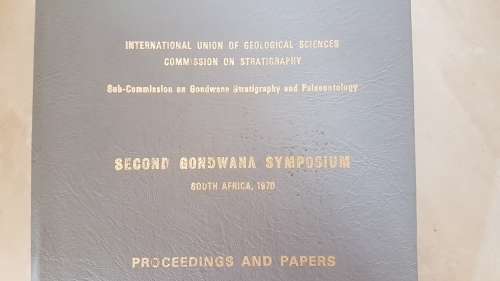 INTERNATIONAL UNION OF GEOLOGICAL SCIENCES
COMMISSION ON STRATIGRAPHY
Sub-Commission on Gondwana Stratigraphy and Palaeontology
SECOND GONDWANA SYMPOSIUM
SOUTH AFRICA, 1970
PROCEEDINGS AND PAPERS